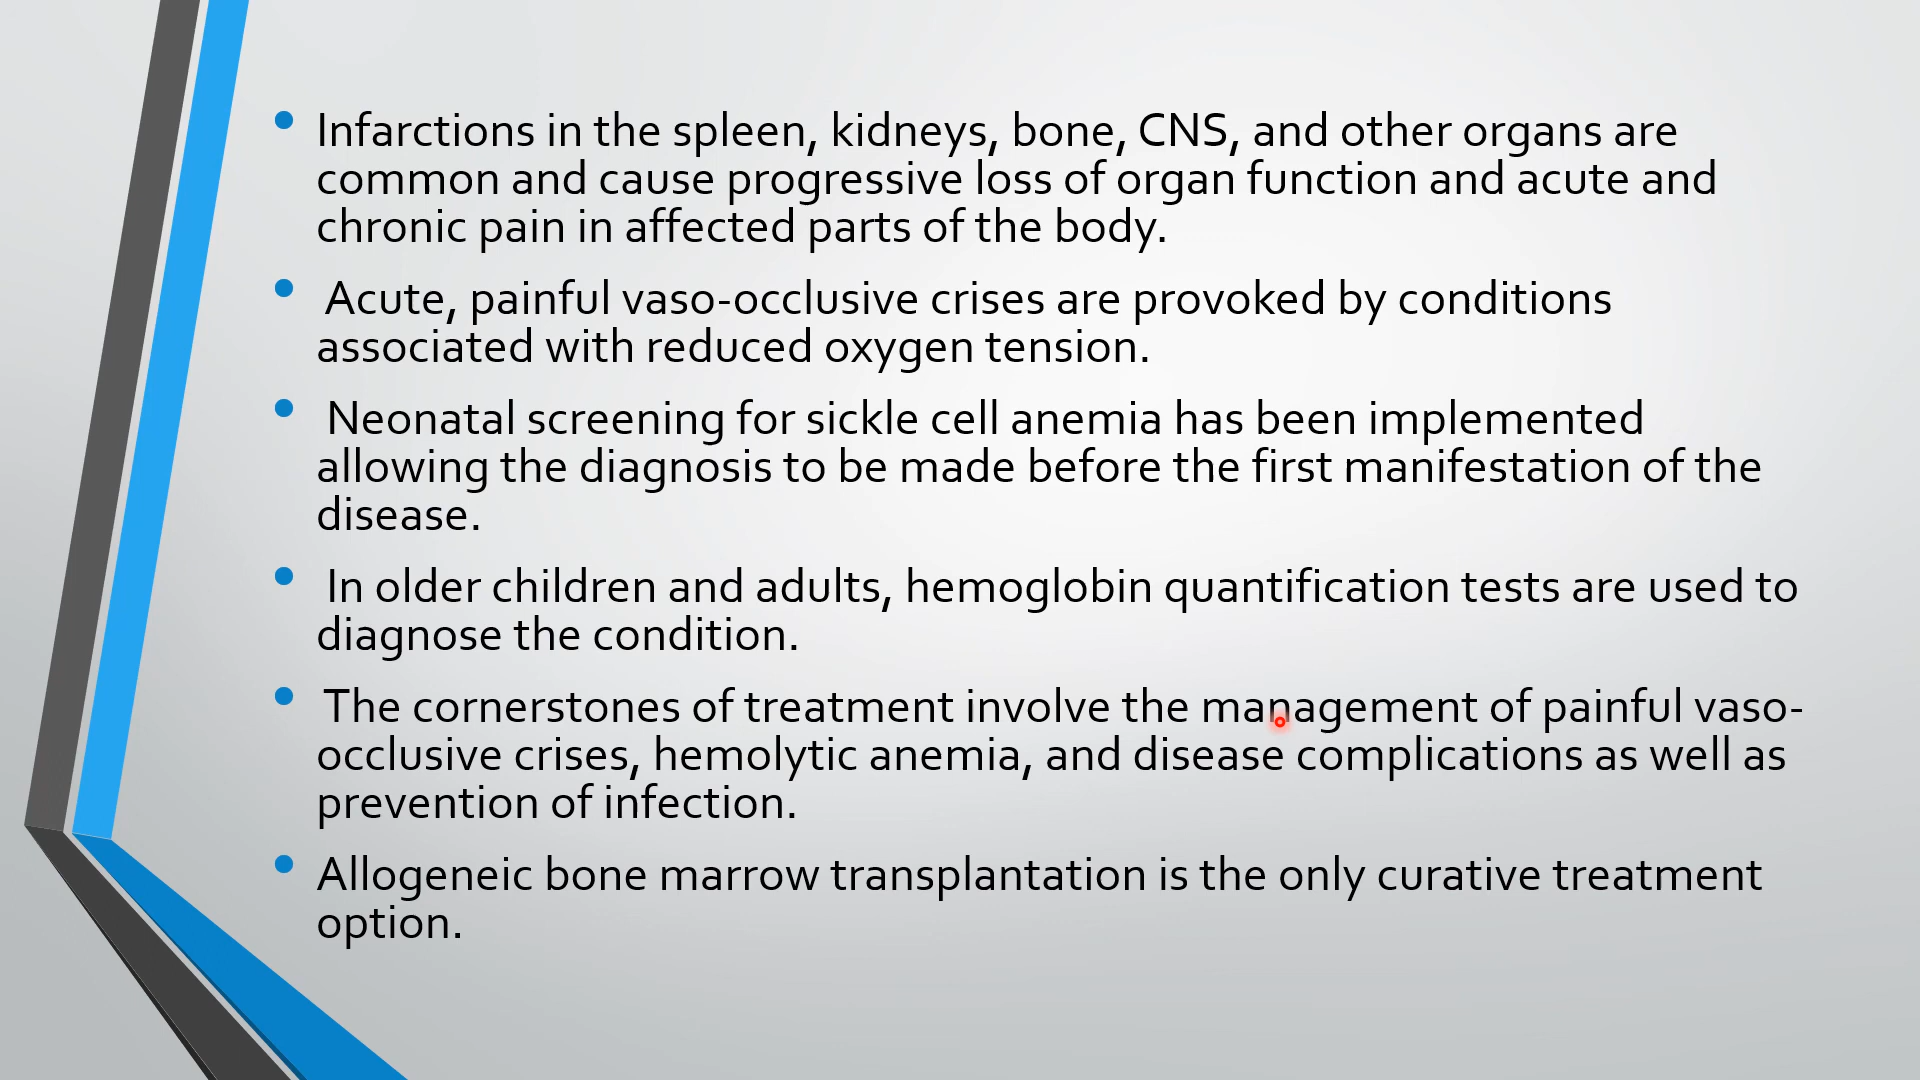 Infarctions in the spleen, kidneys, bone, CNS, and other organs are
common and cause progressive loss of organ function and acute and
chronic pain in affected parts of the body.
Acute, painful vaso-occlusive crises are provoked by conditions
associated with reduced oxygen tension.
Neonatal screening for sickle cell anemia has been implemented
allowing the diagnosis to be made before the first manifestation of the
disease.
In older children and adults, hemoglobin quantification tests are used to
diagnose the condition.
The cornerstones of treatment involve the management of painful vaso-
occlusive crises, hemolytic anemia, and disease complications as well as
prevention of infection.
Allogeneic bone marrow transplantation is the only curative treatment
option.